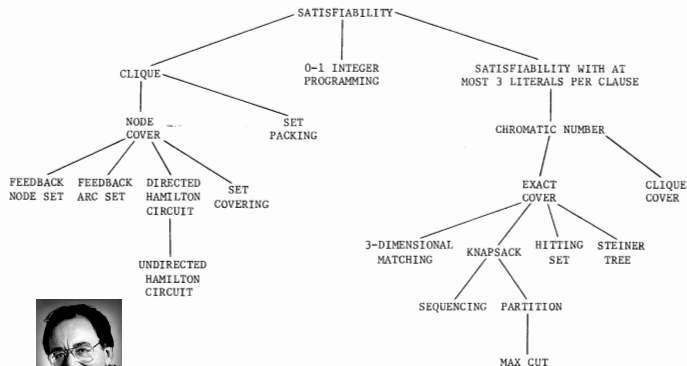 SATISFIABILITY
CLIQUE
0-1 INTEGER
PROGRAMMING
SATISFIABILITY WITH AT
MOST 3 LITERALS PER CLAUSE
NODE
COVER
SET
PACKING
CHROMATIC NUMBER
FEEDBACK
NODE SET
FEEDBACK
ARC SET
DIRECTED
HAMILTON
CIRCUIT
SET
COVERING
EXACT
COVER
CLIQUE
COVER
3-DIMENSIONAL
MATCHING
KNAPSACK
HITTING
SET
STEINER
TREE
UNDIRECTED
HAMILTON
CIRCUIT
SEQUENCING
PARTITION
MAX CUT